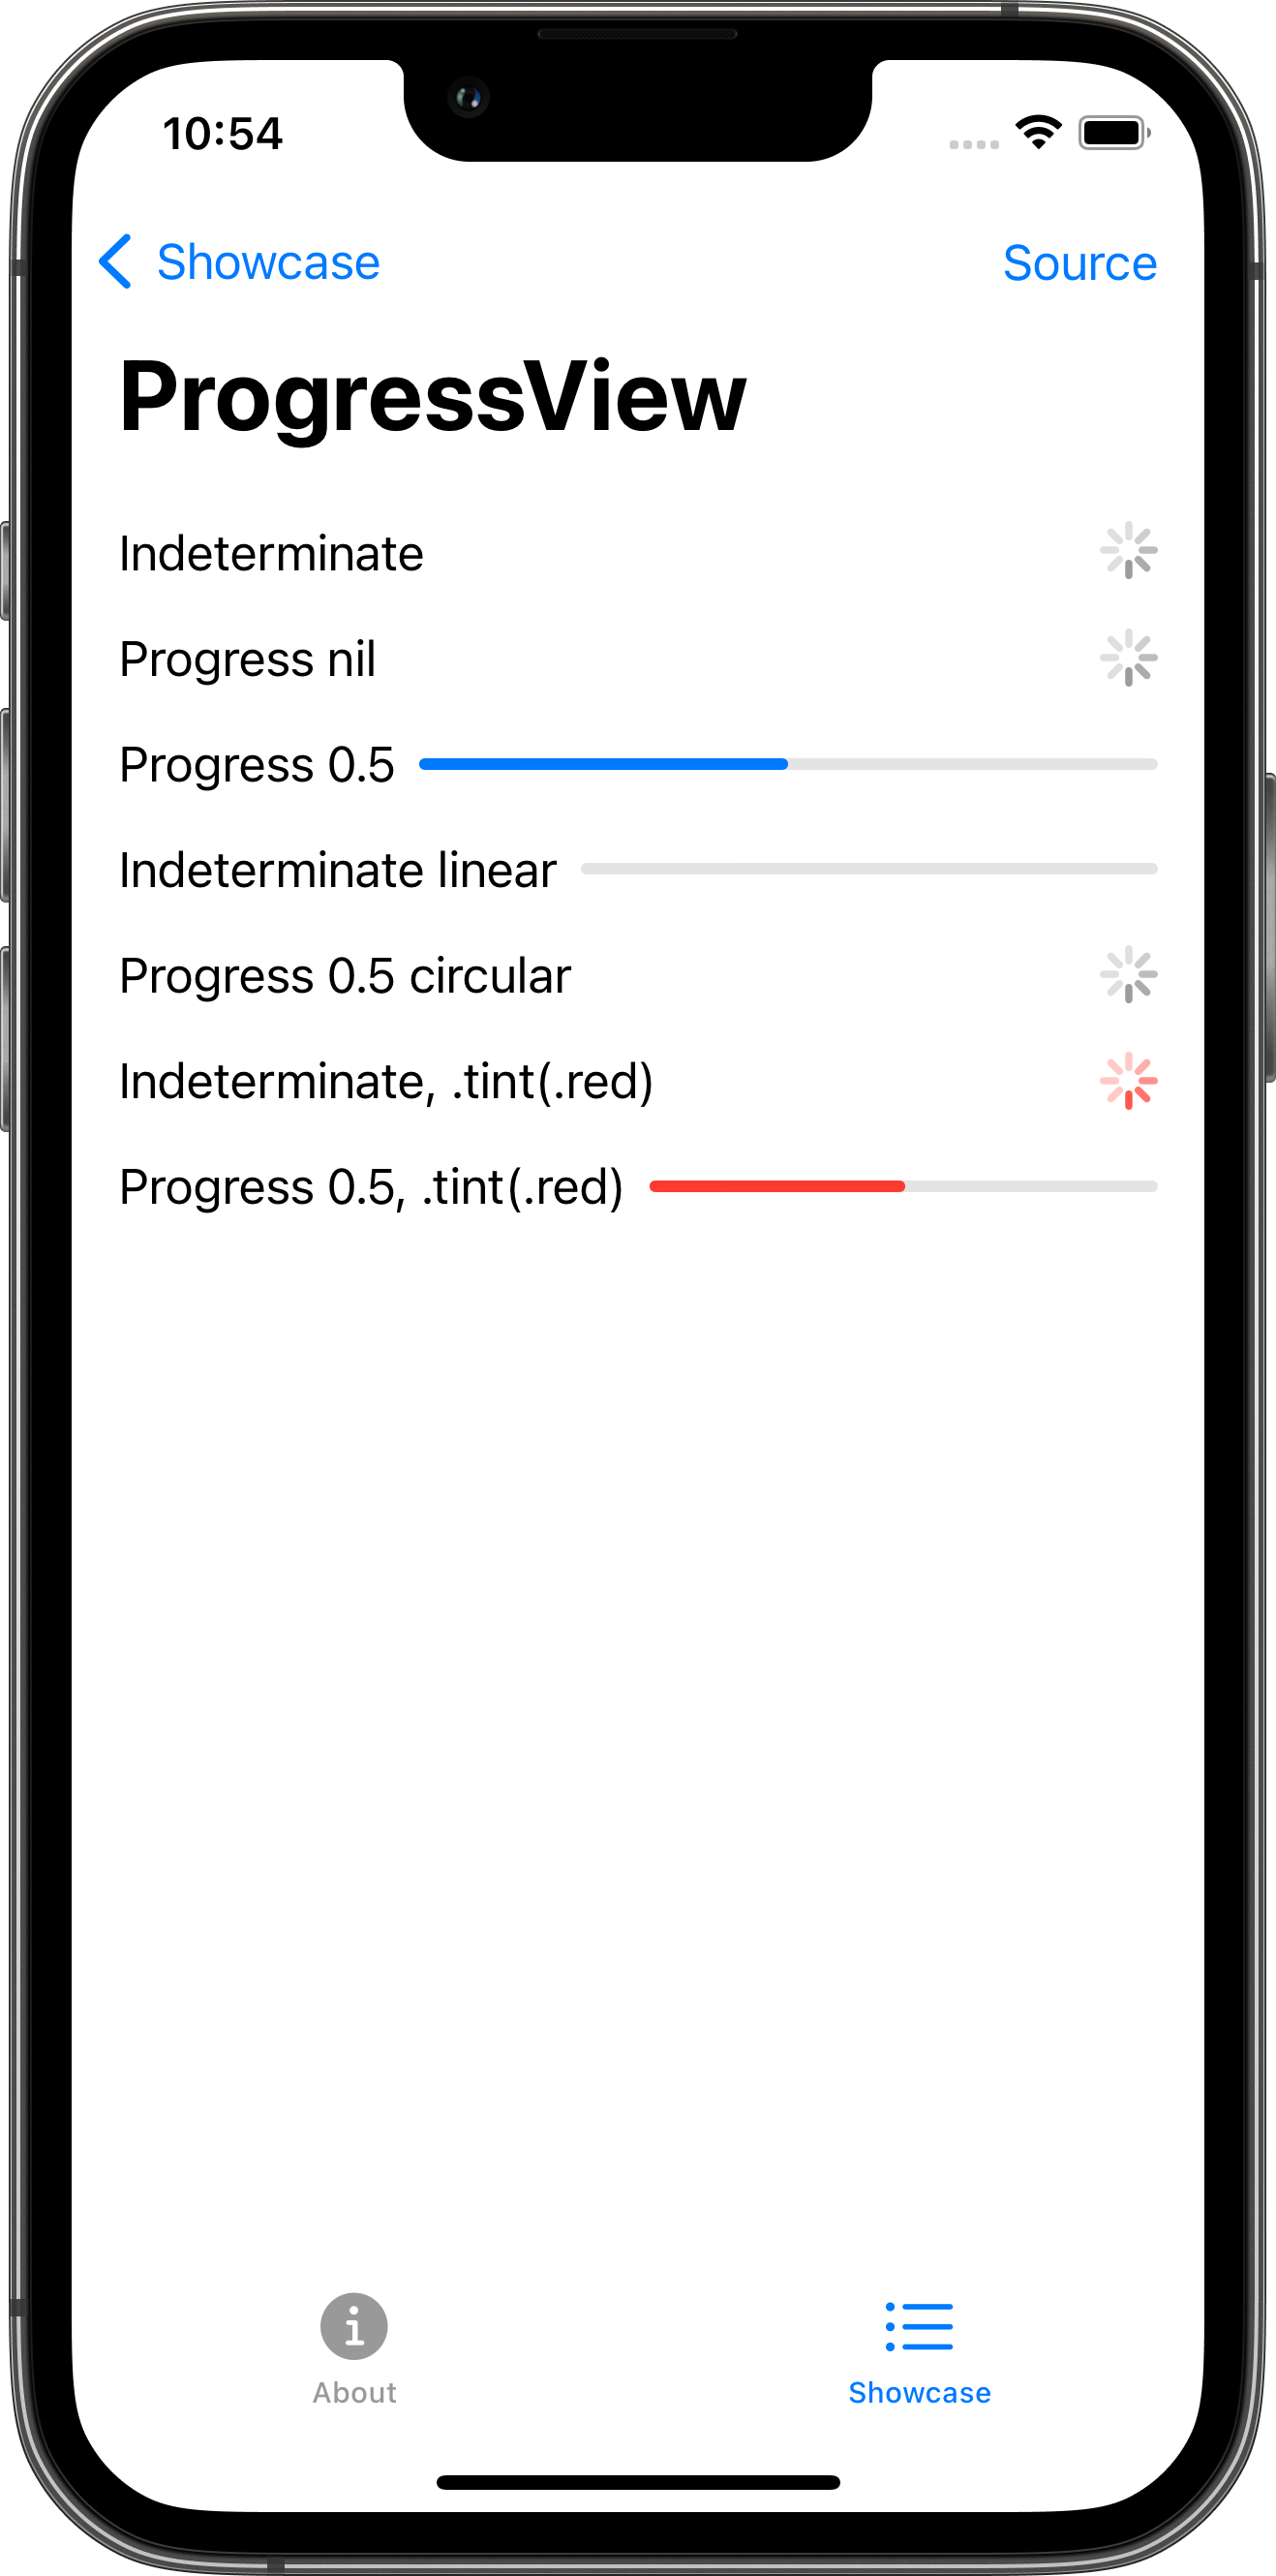 10:54
Showcase
Source
ProgressView
Indeterminate
Progress nil
Progress 0.5
Indeterminate linear
Progress 0.5 circular
Indeterminate, .tint(.red)
Progress 0.5, .tint(.red)
About
Showcase